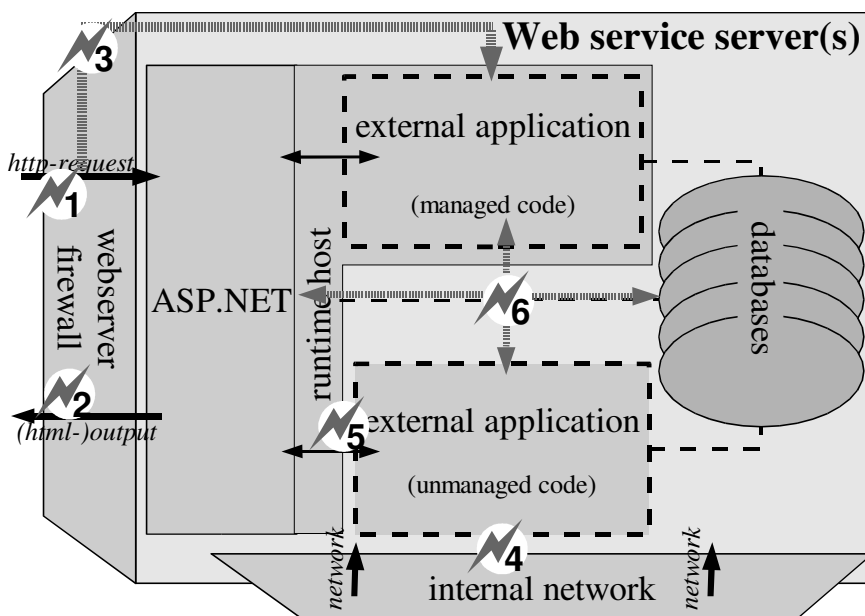 3
Web service server(s)
external application
(managed code)
http-request
1
webserver
firewall
ASP.NET
runtime host
databases
6
2
(html-)output
5
external application
(unmanaged code)
4
network
internal network
network